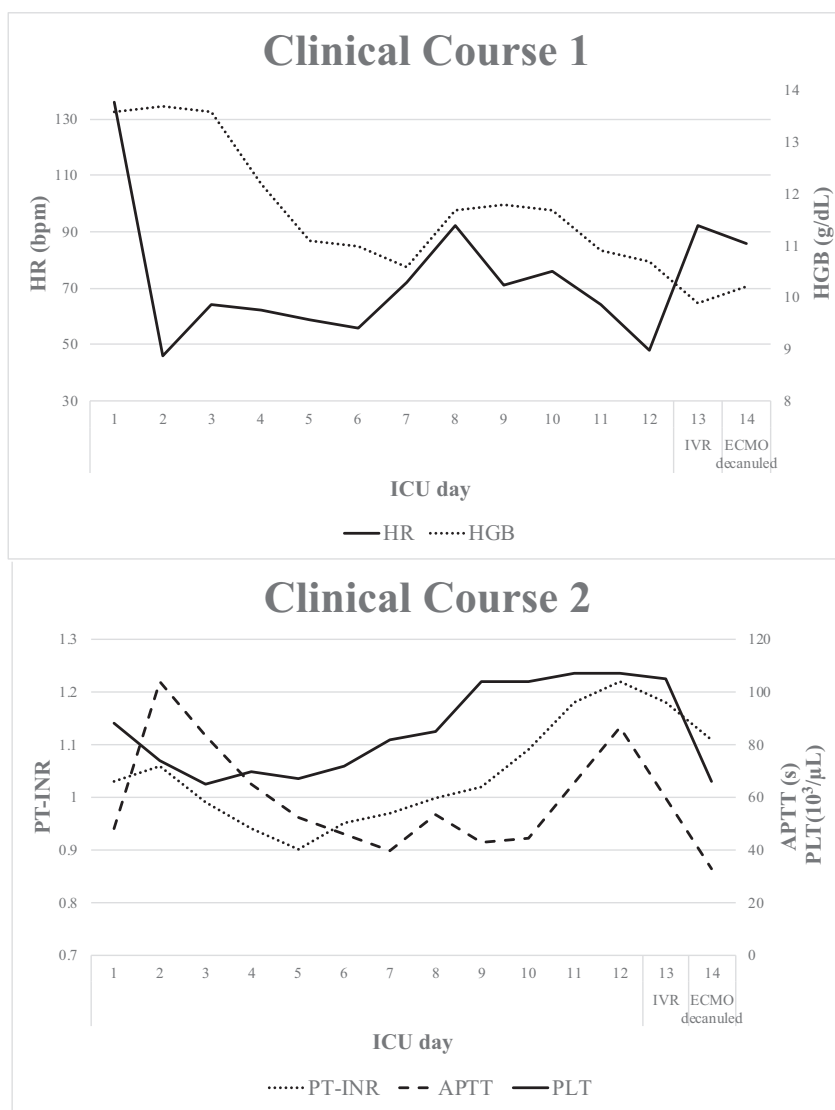 Clinical Course 1
HR (bpm)
130
110
90
70
50
30
14
13
12
11
10
9
8
HGB (g/dL)
1 2 3 4 5 6 7 8 9 10 11 12 13 14
IVR ECMO
decanuled
ICU day
HR HGB
Clinical Course 2
PT-INR
1.3
1.2
1.1
1
0.9
0.8
0.7
120
100
80
60
40
20
0
APTT (s)
PLT(10³/μL)
1 2 3 4 5 6 7 8 9 10 11 12 13 14
IVR ECMO
decanuled
ICU day
PT-INR APTT PLT